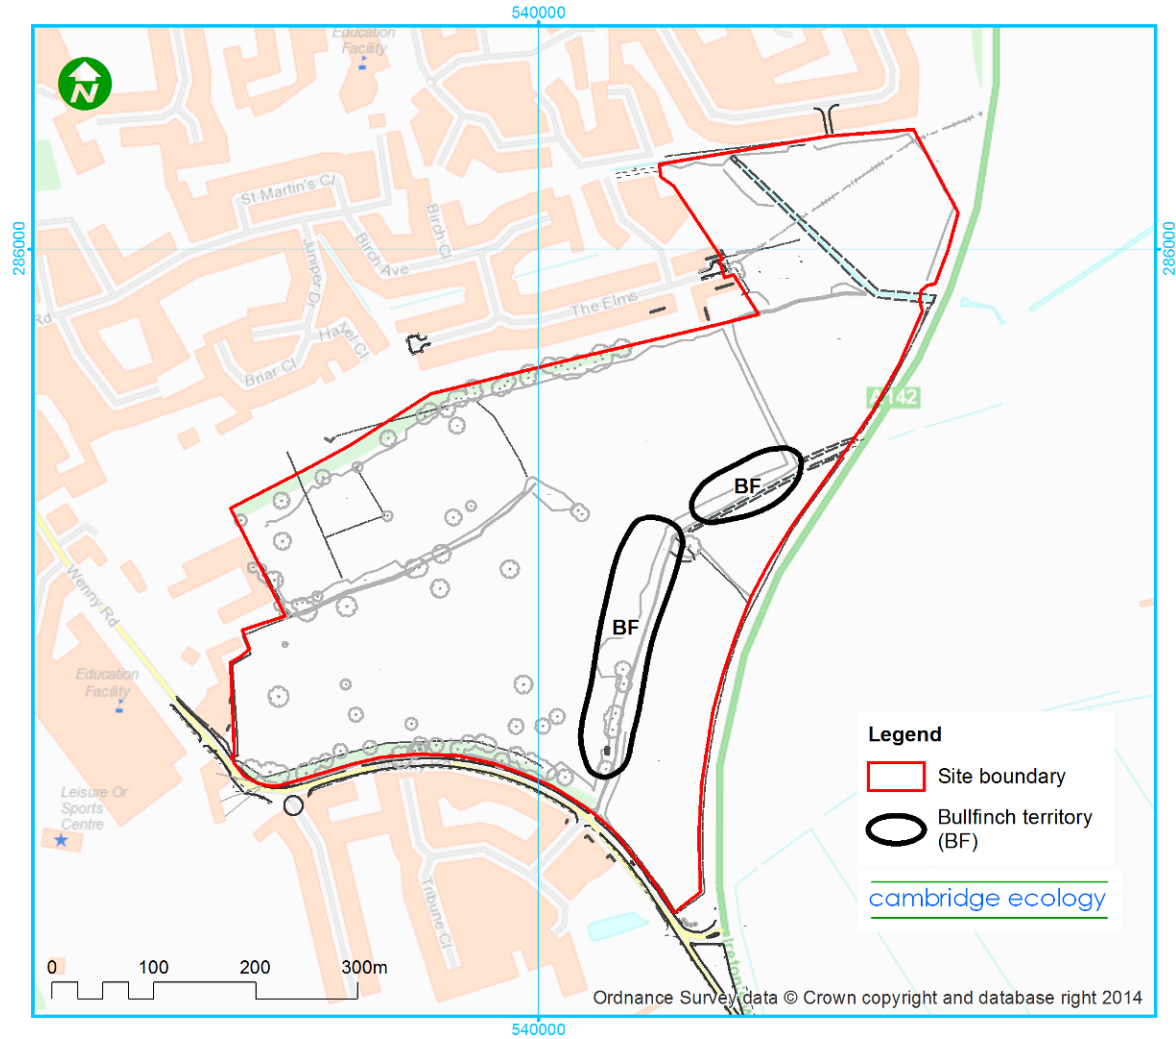 540000
Education
Facility
N
St Martin's Cl
Birch Cl
Birch Ave
Juniper Dr
286000
286000
The Elms
Rd
Hazel Cl
Briar Cl
A142
BF
Wenny Rd
BF
Education
Facility
Legend
Site boundary
Bullfinch territory
(BF)
Leisure Or
Sports
Centre
Tribune Cl
cambridge ecology
0 100 200 300m
Ordnance Survey data © Crown copyright and database right 2014
540000